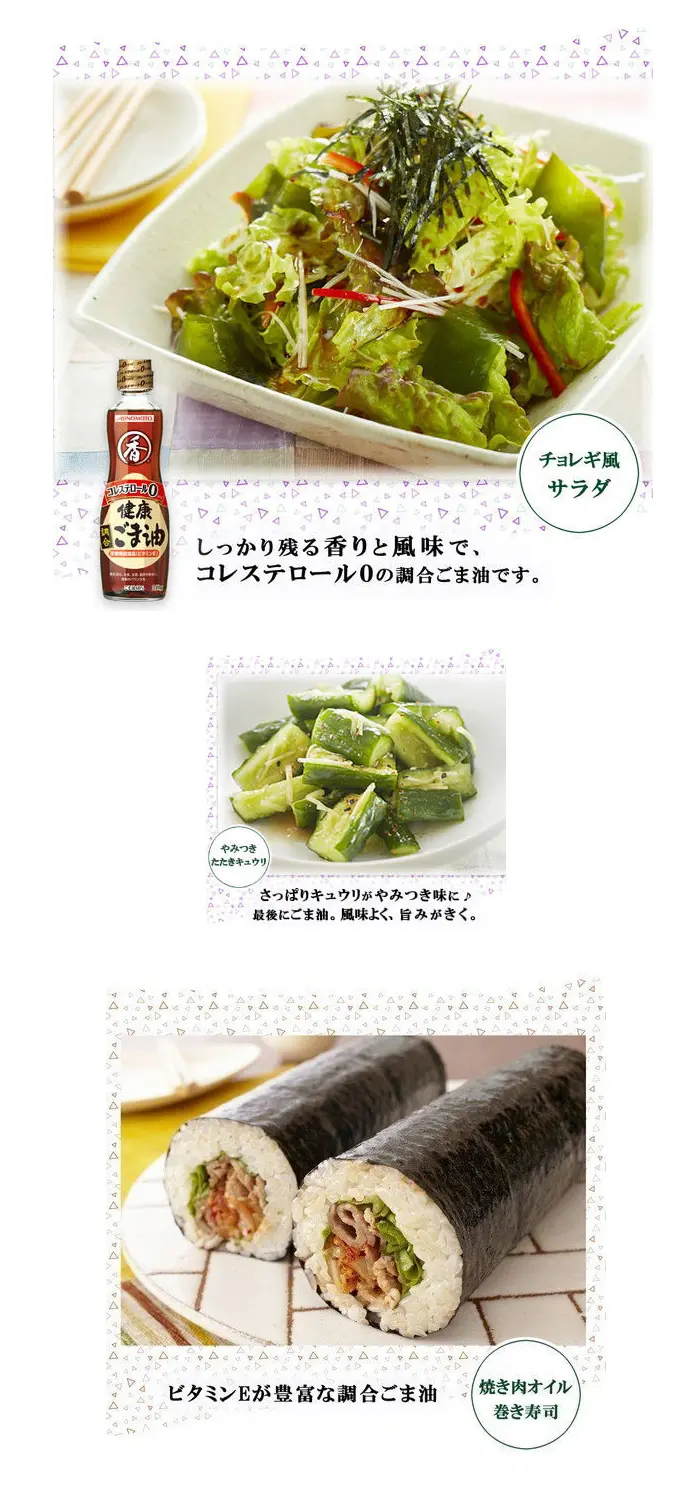 チョレギ風
サラダ
AJINOMOTO
香
コレステロール0
健康
調合
ごま油
しっかり残る香りと風味で、
コレステロール0の調合ごま油です。
やみつき
たたきキュウリ
さっぱりキュウリがやみつき味に♪
最後にごま油。風味よく、旨みがきく。
ビタミンEが豊富な調合ごま油
焼き肉オイル
巻き寿司